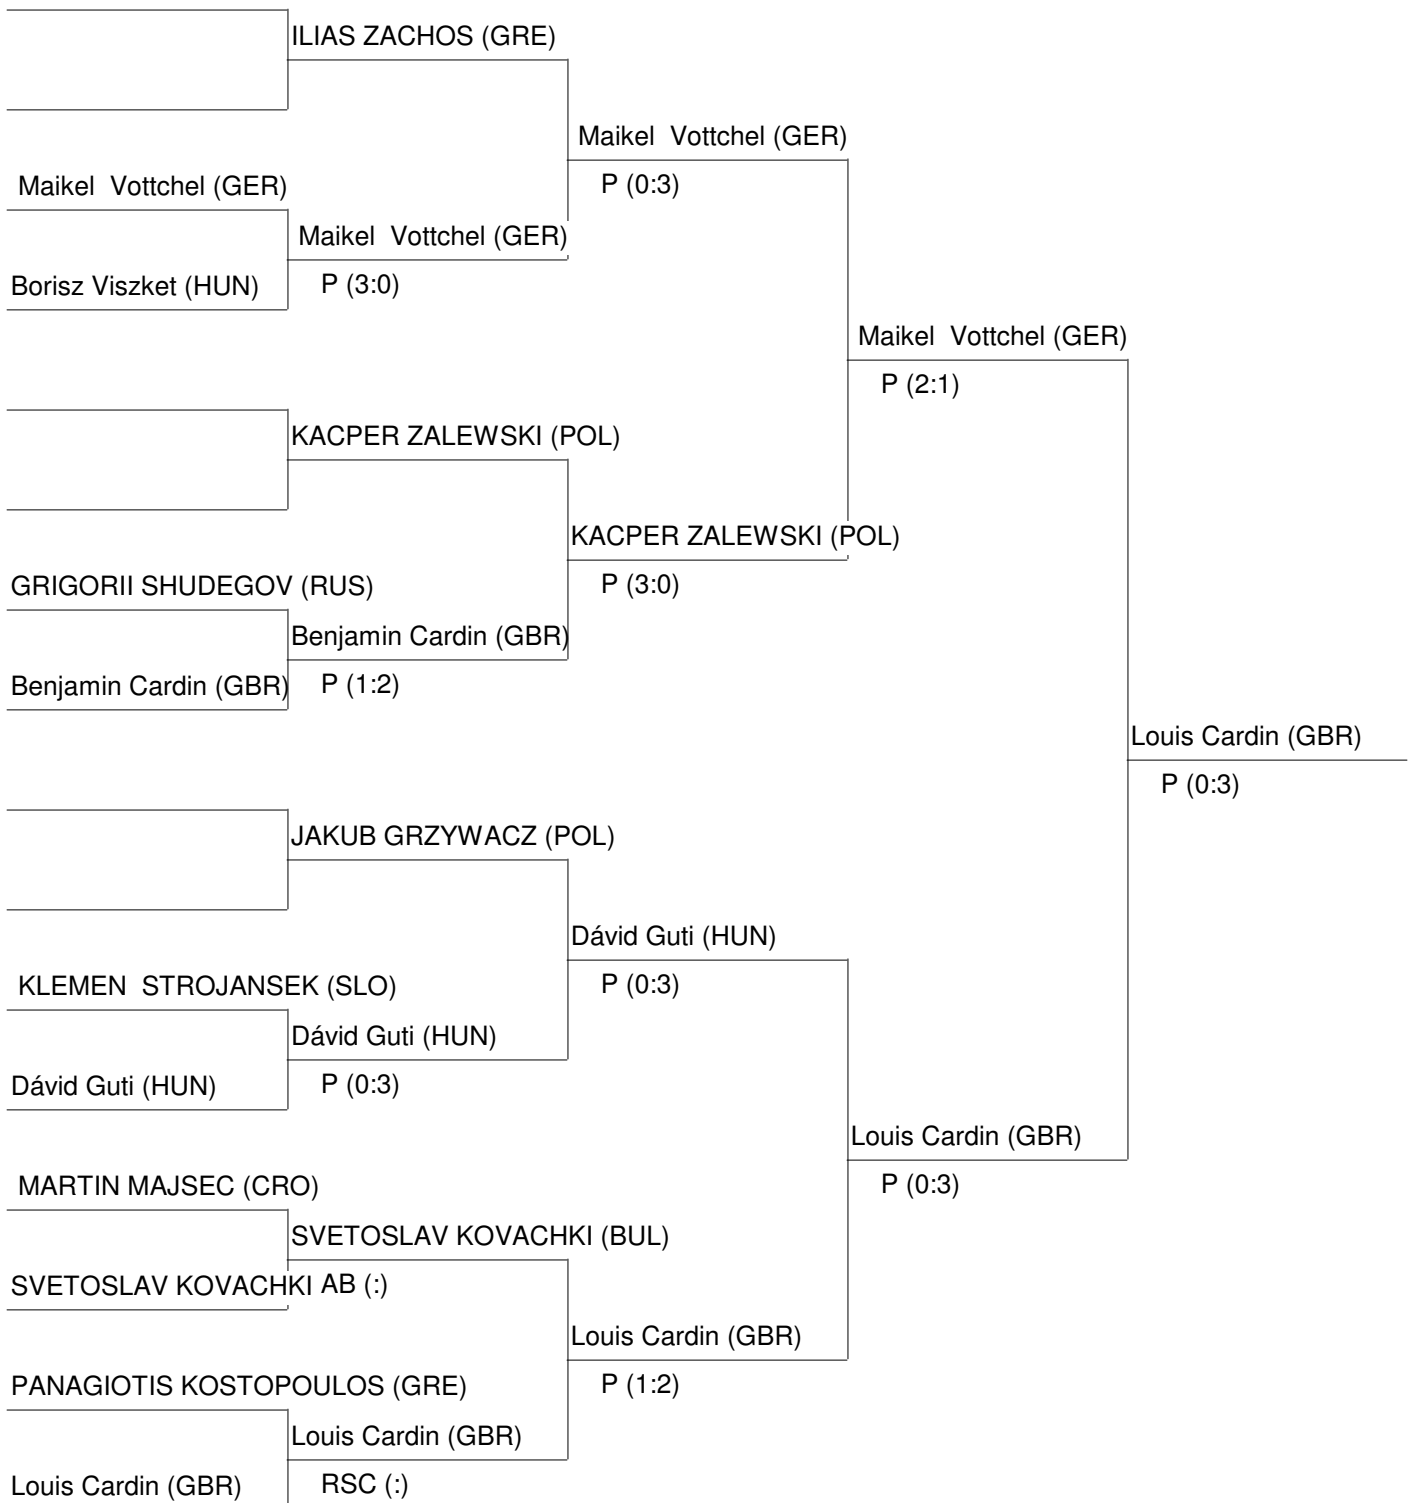 ILIAS ZACHOS (GRE)
Maikel  Vottchel (GER)
Maikel  Vottchel (GER)
P (0:3)
Maikel  Vottchel (GER)
Borisz Viszket (HUN)
P (3:0)
Maikel  Vottchel (GER)
P (2:1)
KACPER ZALEWSKI (POL)
KACPER ZALEWSKI (POL)
GRIGORII SHUDEGOV (RUS)
P (3:0)
Benjamin Cardin (GBR)
Benjamin Cardin (GBR)
P (1:2)
Louis Cardin (GBR)
P (0:3)
JAKUB GRZYWACZ (POL)
Dávid Guti (HUN)
KLEMEN  STROJANSEK (SLO)
P (0:3)
Dávid Guti (HUN)
Dávid Guti (HUN)
P (0:3)
Louis Cardin (GBR)
MARTIN MAJSEC (CRO)
P (0:3)
SVETOSLAV KOVACHKI (BUL)
SVETOSLAV KOVACHKI
AB (:)
Louis Cardin (GBR)
PANAGIOTIS KOSTOPOULOS (GRE)
P (1:2)
Louis Cardin (GBR)
Louis Cardin (GBR)
RSC (:)